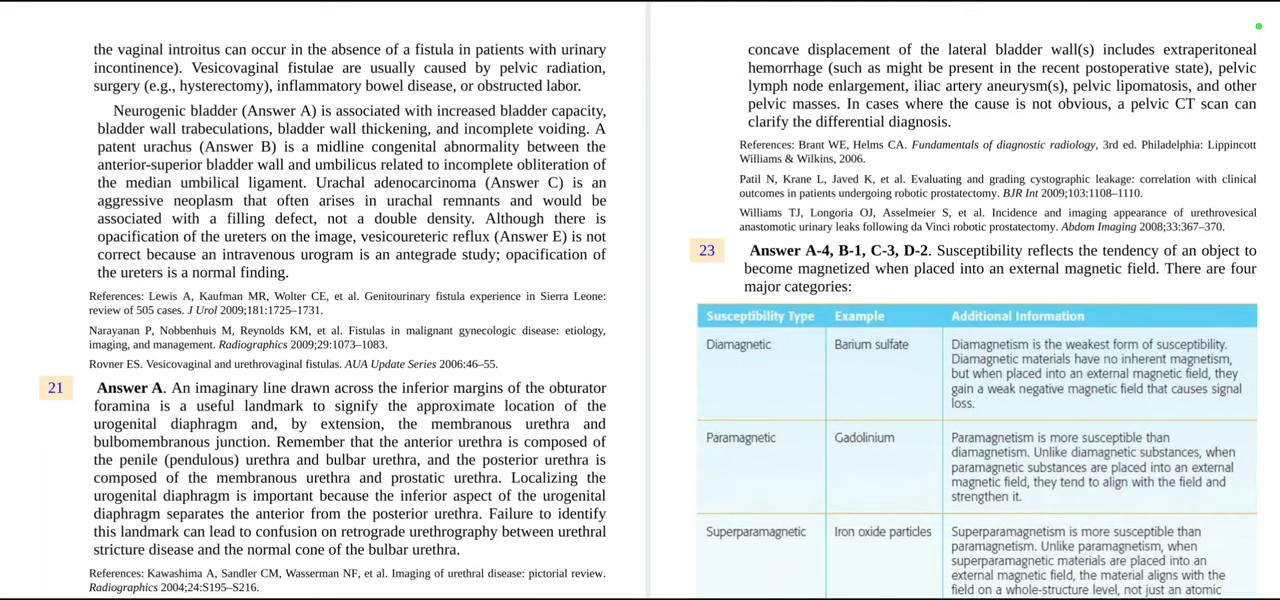 the vaginal introitus can occur in the absence of a fistula in patients with urinary
incontinence). Vesicovaginal fistulae are usually caused by pelvic radiation,
surgery (e.g., hysterectomy), inflammatory bowel disease, or obstructed labor.
Neurogenic bladder (Answer A) is associated with increased bladder capacity,
bladder wall trabeculations, bladder wall thickening, and incomplete voiding. A
patent urachus (Answer B) is a midline congenital abnormality between the
anterior-superior bladder wall and umbilicus related to incomplete obliteration of
the median umbilical ligament. Urachal adenocarcinoma (Answer C) is an
aggressive neoplasm that often arises in urachal remnants and would be
associated with a filling defect, not a double density. Although there is
opacification of the ureters on the image, vesicoureteric reflux (Answer E) is not
correct because an intravenous urogram is an antegrade study; opacification of
the ureters is a normal finding.
References: Lewis A, Kaufman MR, Wolter CE, et al. Genitourinary fistula experience in Sierra Leone:
review of 505 cases. J Urol 2009;181:1725–1731.
Narayanan P, Nobbenhuis M, Reynolds KM, et al. Fistulas in malignant gynecologic disease: etiology,
imaging, and management. Radiographics 2009;29:1073–1083.
Rovner ES. Vesicovaginal and urethrovaginal fistulas. AUA Update Series 2006:46–55.
21 Answer A. An imaginary line drawn across the inferior margins of the obturator
foramina is a useful landmark to signify the approximate location of the
urogenital diaphragm and, by extension, the membranous urethra and
bulbomembranous junction. Remember that the anterior urethra is composed of
the penile (pendulous) urethra and bulbar urethra, and the posterior urethra is
composed of the membranous urethra and prostatic urethra. Localizing the
urogenital diaphragm is important because the inferior aspect of the urogenital
diaphragm separates the anterior from the posterior urethra. Failure to identify
this landmark can lead to confusion on retrograde urethrography between urethral
stricture disease and the normal cone of the bulbar urethra.
References: Kawashima A, Sandler CM, Wasserman NF, et al. Imaging of urethral disease: pictorial review.
Radiographics 2004;24:S195–S216.
concave displacement of the lateral bladder wall(s) includes extraperitoneal
hemorrhage (such as might be present in the recent postoperative state), pelvic
lymph node enlargement, iliac artery aneurysm(s), pelvic lipomatosis, and other
pelvic masses. In cases where the cause is not obvious, a pelvic CT scan can
clarify the differential diagnosis.
References: Brant WE, Helms CA. Fundamentals of diagnostic radiology, 3rd ed. Philadelphia: Lippincott
Williams & Wilkins, 2006.
Patil N, Krane L, Javed K, et al. Evaluating and grading cystographic leakage: correlation with clinical
outcomes in patients undergoing robotic prostatectomy. BJR Int 2009;103:1108–1110.
Williams TJ, Longoria OJ, Asselmeier S, et al. Incidence and imaging appearance of urethrovesical
anastomotic urinary leaks following da Vinci robotic prostatectomy. Abdom Imaging 2008;33:367–370.
23 Answer A-4, B-1, C-3, D-2. Susceptibility reflects the tendency of an object to
become magnetized when placed into an external magnetic field. There are four
major categories:
Susceptibility Type Example Additional Information
Diamagnetic Barium sulfate Diamagnetism is the weakest form of susceptibility.
Diamagnetic materials have no inherent magnetism,
but when placed into an external magnetic field, they
gain a weak negative magnetic field that causes signal
loss.
Paramagnetic Gadolinium Paramagnetism is more susceptible than
diamagnetism. Unlike diamagnetic substances, when
paramagnetic substances are placed into an external
magnetic field, they tend to align with the field and
strengthen it.
Superparamagnetic Iron oxide particles Superparamagnetism is more susceptible than
paramagnetism. Unlike paramagnetism, when
superparamagnetic materials are placed into an
external magnetic field, the material aligns with the
field on a whole-structure level, not just an atomic